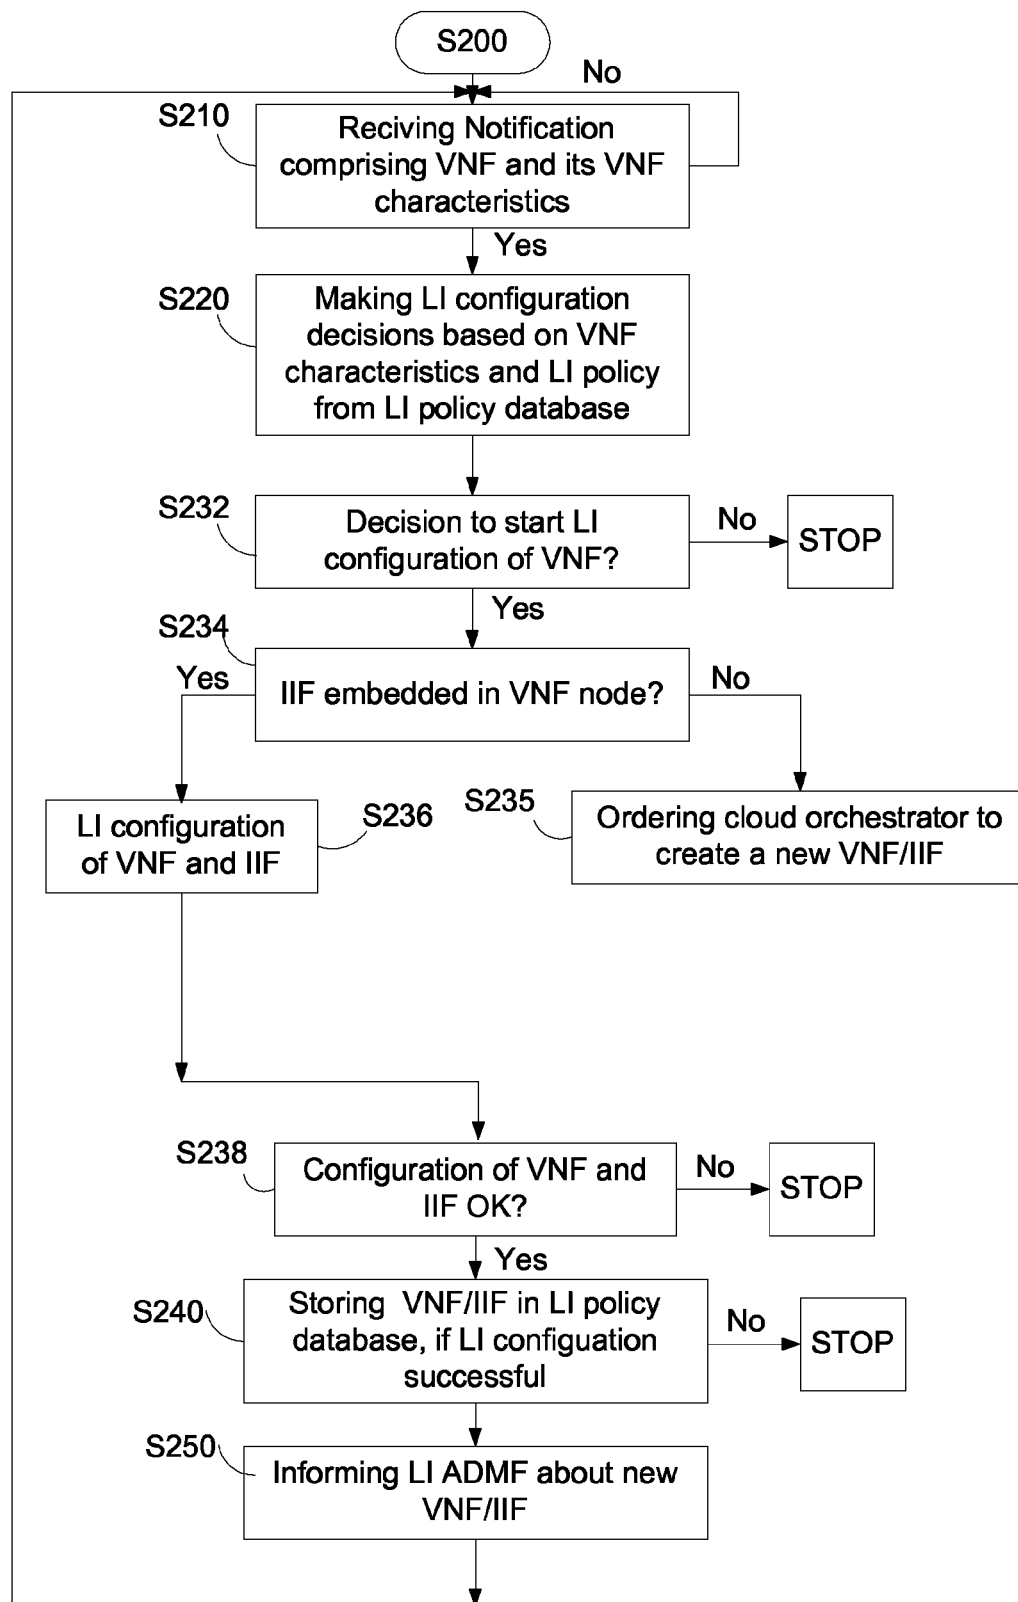 S200
No
S210
Reciving Notification
comprising VNF and its VNF
characteristics
Yes
S220
Making LI configuration
decisions based on VNF
characteristics and LI policy
from LI policy database
S232
Decision to start LI
configuration of VNF?
No
STOP
Yes
S234
Yes
IIF embedded in VNF node?
No
LI configuration
of VNF and IIF
S236
S235
Ordering cloud orchestrator to
create a new VNF/IIF
S238
Configuration of VNF and
IIF OK?
No
STOP
Yes
S240
Storing VNF/IIF in LI policy
database, if LI configuation
successful
No
STOP
S250
Informing LI ADMF about new
VNF/IIF